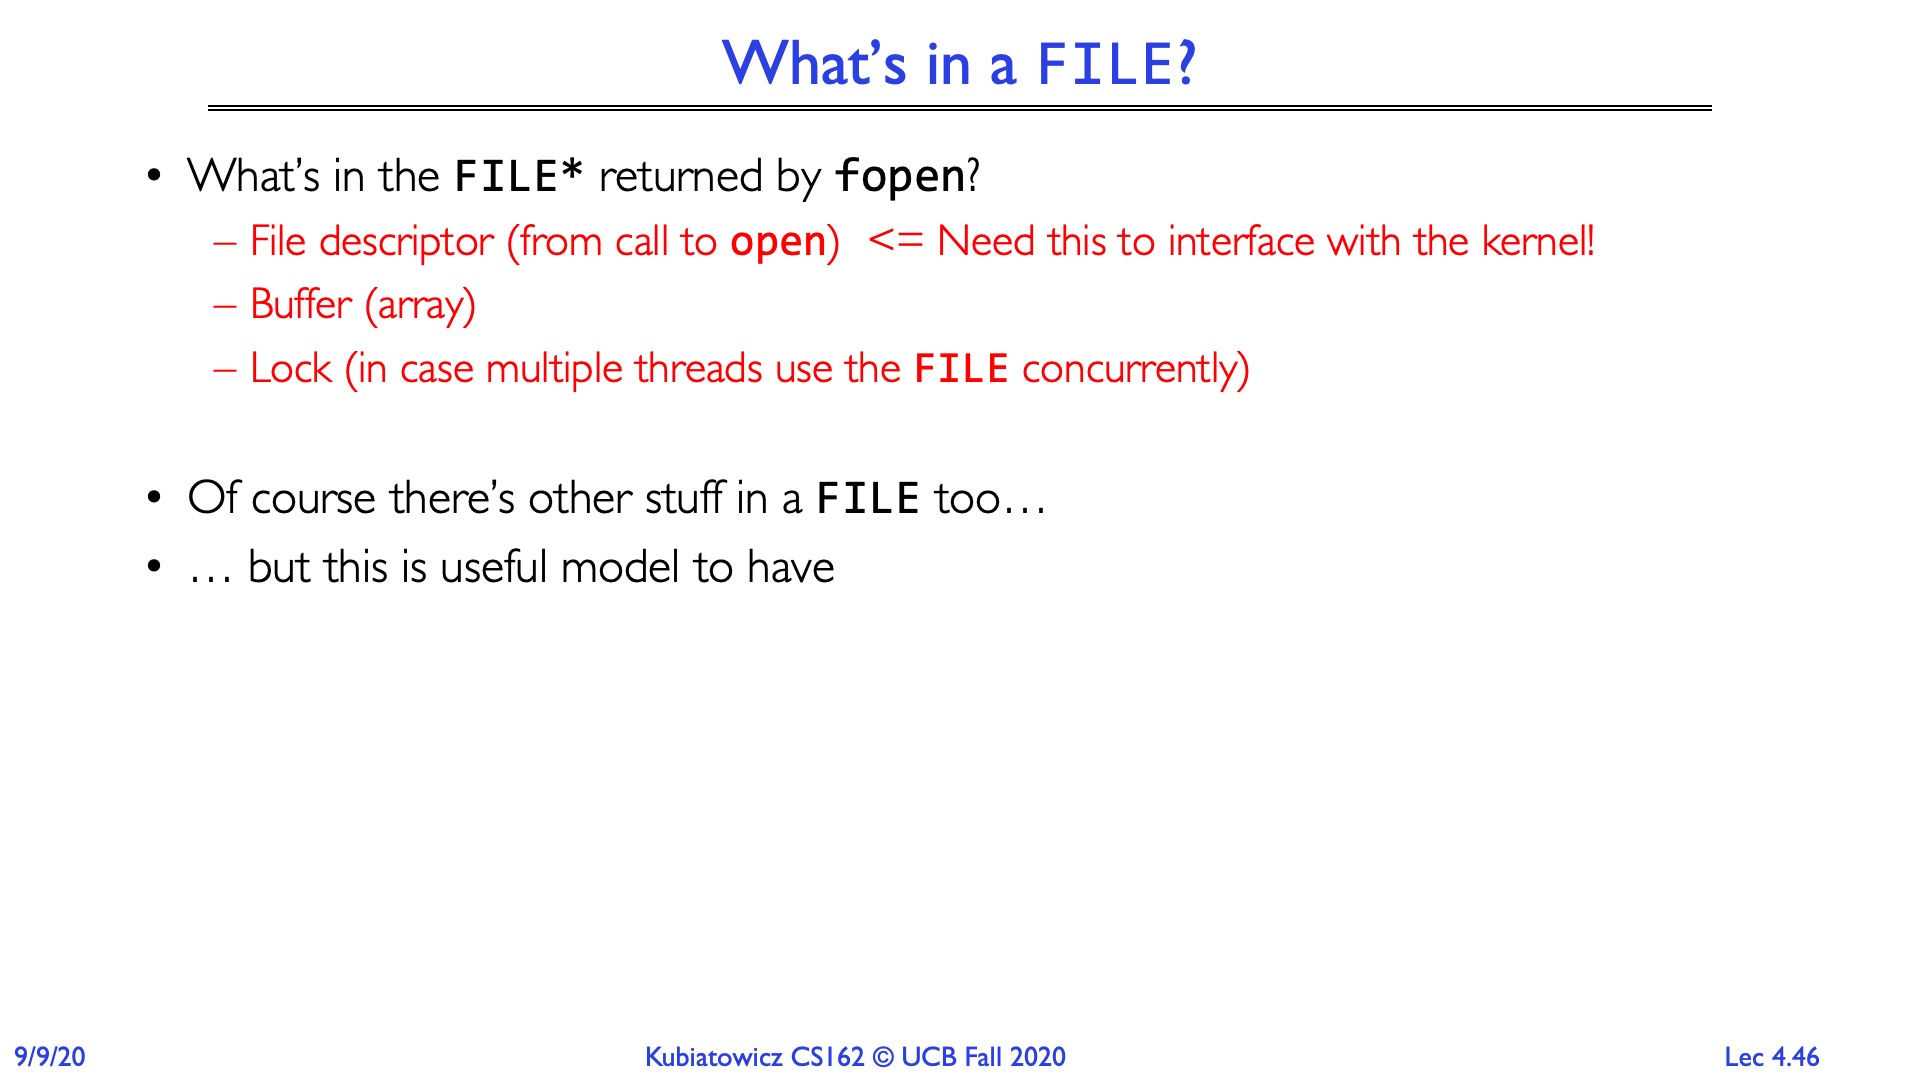 What’s in a FILE?
• What’s in the FILE* returned by fopen?
– File descriptor (from call to open)  <= Need this to interface with the kernel!
– Buffer (array)
– Lock (in case multiple threads use the FILE concurrently)
• Of course there’s other stuff in a FILE too…
• … but this is useful model to have
9/9/20
Kubiatowicz CS162 © UCB Fall 2020
Lec 4.46